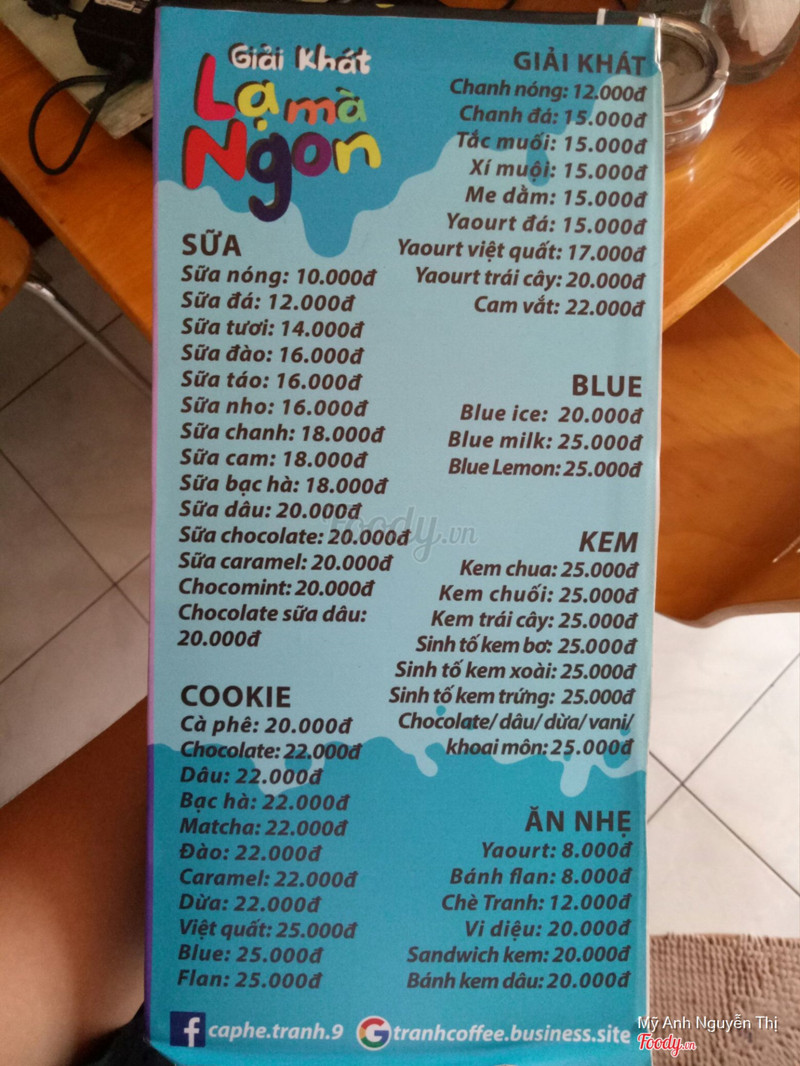 Giải Khát
Lạ mà
Ngon
SỮA
Sữa nóng: 10.000đ
Sữa đá: 12.000đ
Sữa tươi: 14.000đ
Sữa đào: 16.000đ
Sữa táo: 16.000đ
Sữa nho: 16.000đ
Sữa chanh: 18.000đ
Sữa cam: 18.000đ
Sữa bạc hà: 18.000đ
Sữa dâu: 20.000đ
Sữa chocolate: 20.000đ
Sữa caramel: 20.000đ
Chocomint: 20.000đ
Chocolate sữa dâu:
20.000đ
COOKIE
Cà phê: 20.000đ
Chocolate: 22.000đ
Dâu: 22.000đ
Bạc hà: 22.000đ
Matcha: 22.000đ
Đào: 22.000đ
Caramel: 22.000đ
Dừa: 22.000đ
Việt quất: 25.000đ
Blue: 25.000đ
Flan: 25.000đ
GIẢI KHÁT
Chanh nóng: 12.000đ
Chanh đá: 15.000đ
Tắc muối: 15.000đ
Xí muội: 15.000đ
Me dằm: 15.000đ
Yaourt đá: 15.000đ
Yaourt việt quất: 17.000đ
Yaourt trái cây: 20.000đ
Cam vắt: 22.000đ
BLUE
Blue ice: 20.000đ
Blue milk: 25.000đ
Blue Lemon: 25.000đ
KEM
Kem chua: 25.000đ
Kem chuối: 25.000đ
Kem trái cây: 25.000đ
Sinh tố kem bơ: 25.000đ
Sinh tố kem xoài: 25.000đ
Sinh tố kem trứng: 25.000đ
Chocolate/ dâu/ dừa/ vani/
khoai môn: 25.000đ
ĂN NHẸ
Yaourt: 8.000đ
Bánh flan: 8.000đ
Chè Tranh: 12.000đ
Vi diệu: 20.000đ
Sandwich kem: 20.000đ
Bánh kem dâu: 20.000đ
caphe.tranh.9
tranhcoffee.business.site
Foody.vn
Mỹ Anh Nguyễn Thị
Foody.vn